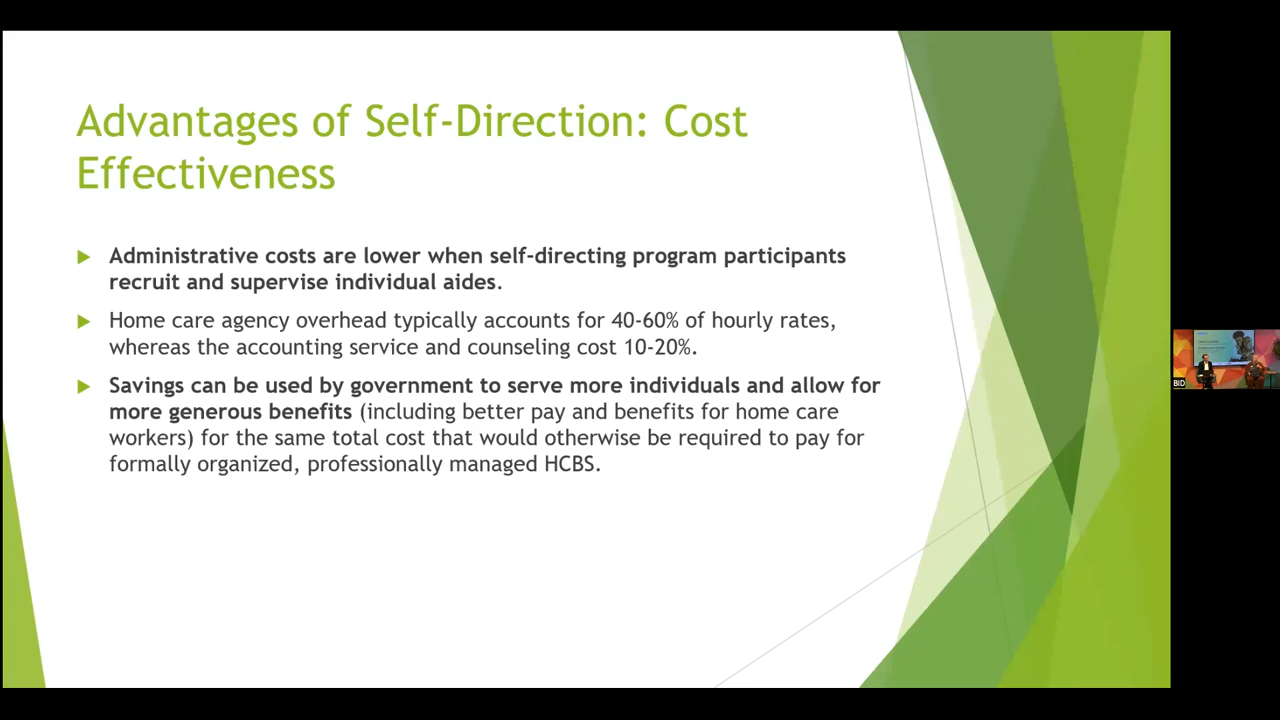 Advantages of Self-Direction: Cost
Effectiveness
Administrative costs are lower when self-directing program participants
recruit and supervise individual aides.
Home care agency overhead typically accounts for 40-60% of hourly rates,
whereas the accounting service and counseling cost 10-20%.
Savings can be used by government to serve more individuals and allow for
more generous benefits (including better pay and benefits for home care
workers) for the same total cost that would otherwise be required to pay for
formally organized, professionally managed HCBS.
BID